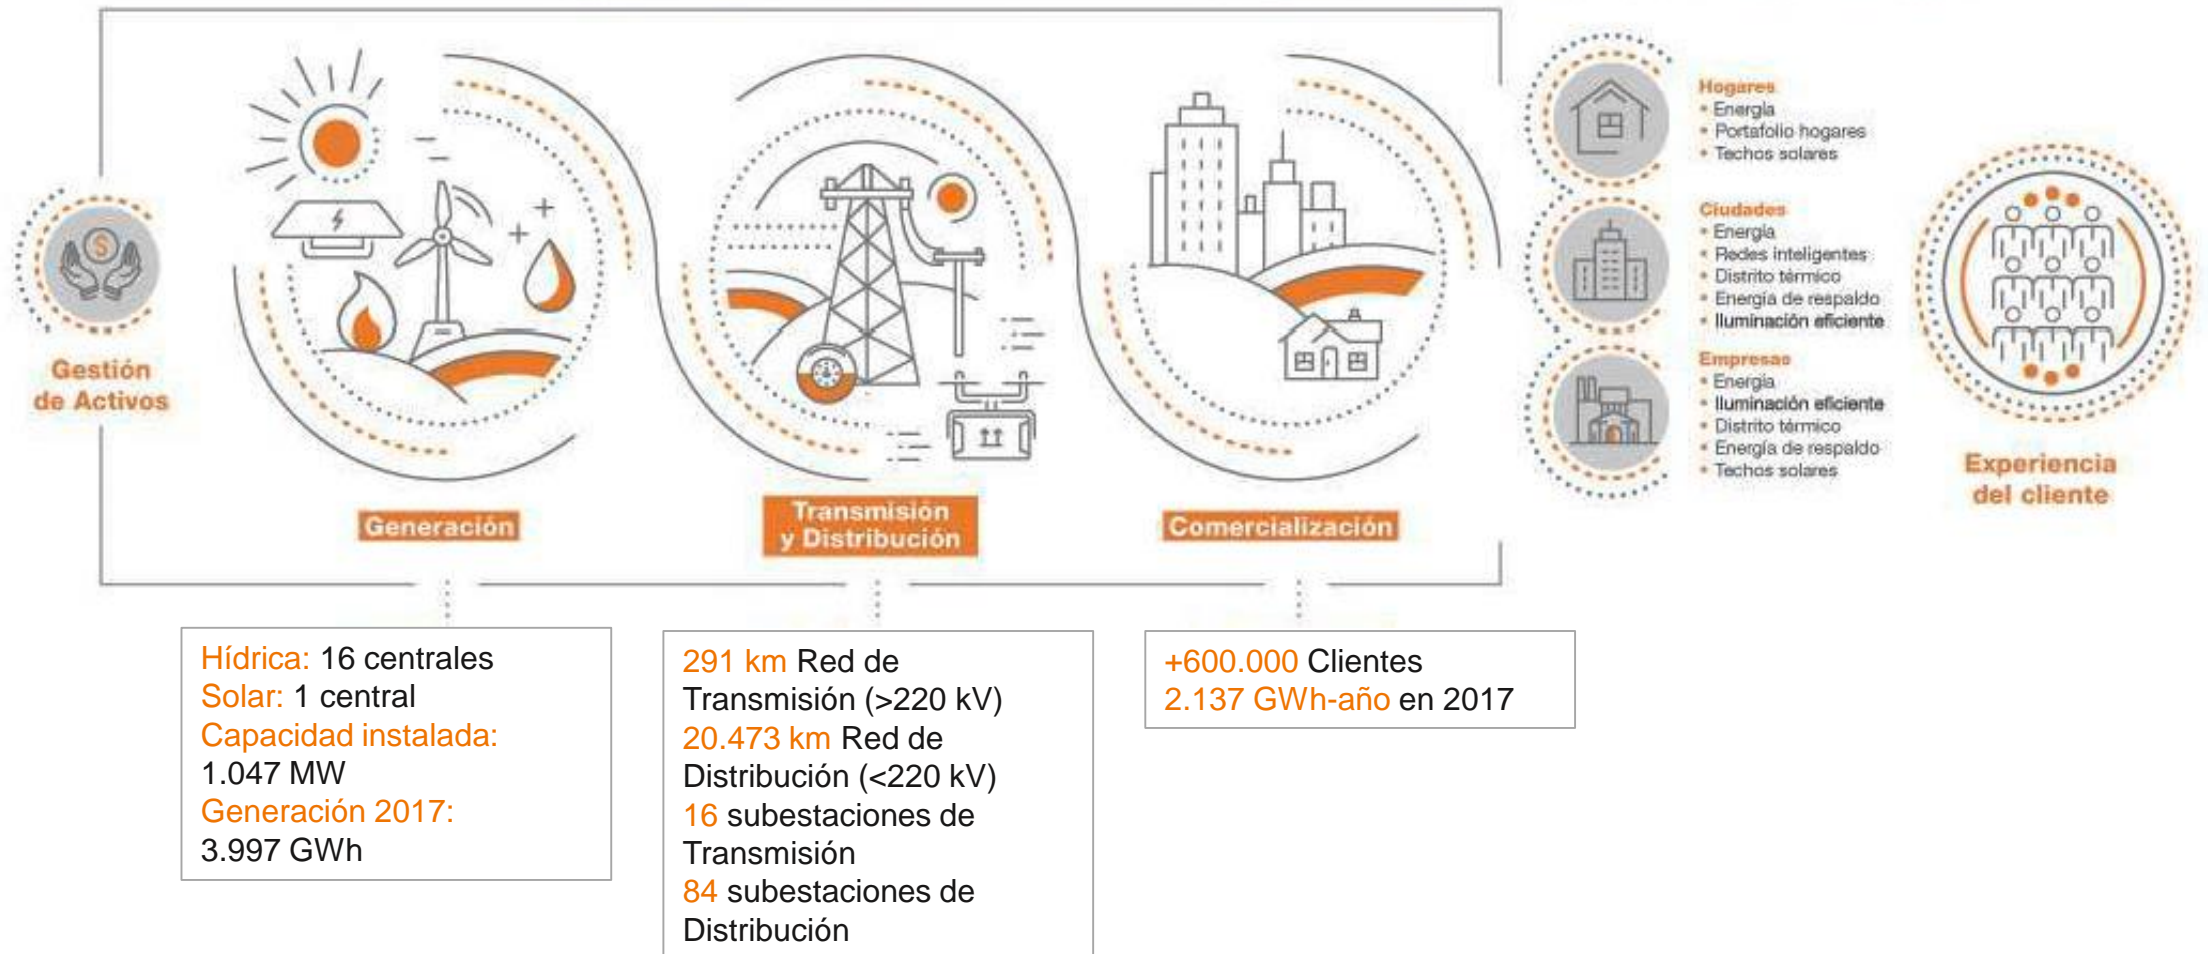 Gestión
de Activos
Generación
Transmisión
y Distribución
Comercialización
Hogares
• Energía
• Portafolio hogares
• Techos solares
Ciudades
• Energía
• Redes inteligentes
• Distrito térmico
• Energía de respaldo
• Iluminación eficiente
Empresas
• Energía
• Iluminación eficiente
• Distrito térmico
• Energía de respaldo
• Techos solares
Experiencia
del cliente
Hídrica: 16 centrales
Solar: 1 central
Capacidad instalada:
1.047 MW
Generación 2017:
3.997 GWh
291 km Red de
Transmisión (>220 kV)
20.473 km Red de
Distribución (<220 kV)
16 subestaciones de
Transmisión
84 subestaciones de
Distribución
+600.000 Clientes
2.137 GWh-año en 2017